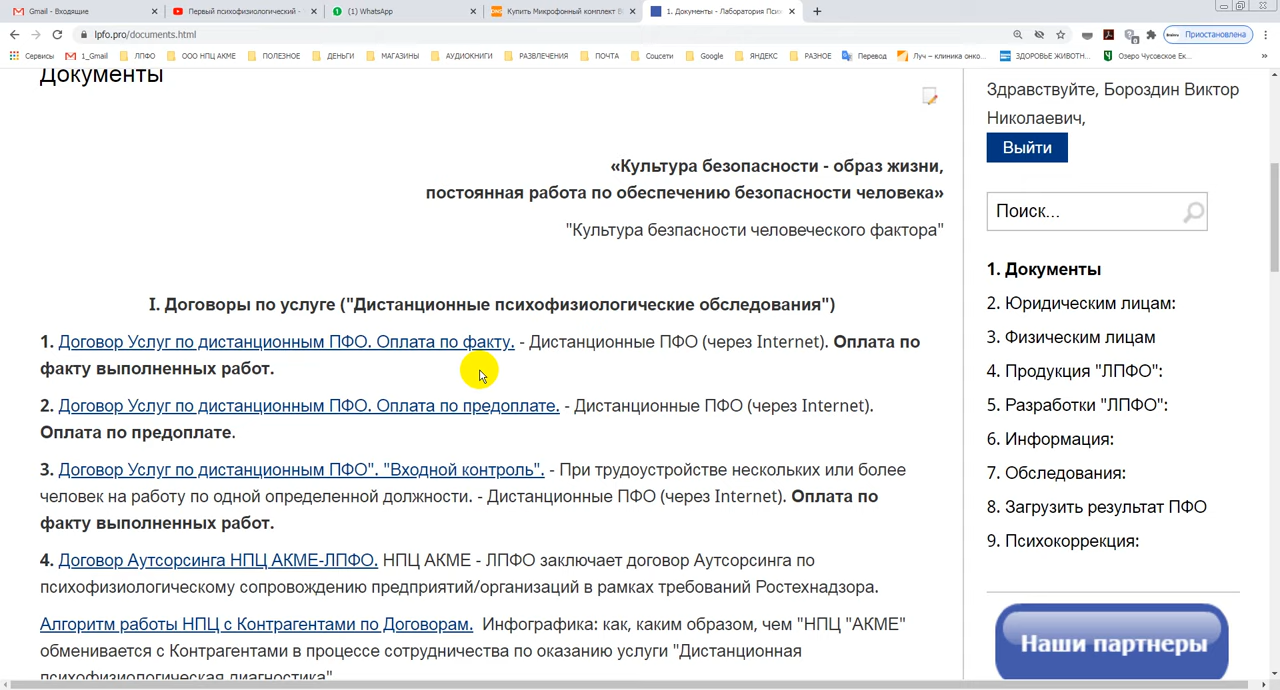 Gmail - Входящие
Первый психофизиологический -
(1) WhatsApp
Купить Микрофонный комплект В
1. Документы - Лаборатория Пси
lpfo.pro/documents.html
Приостановлена
Сервисы
1_Gmail
ЛПФО
ООО НПЦ АКМЕ
ПОЛЕЗНОЕ
ДЕНЬГИ
МАГАЗИНЫ
АУДИОКНИГИ
РАЗВЛЕЧЕНИЯ
ПОЧТА
Соцсети
Google
ЯНДЕКС
РАЗНОЕ
Перевод
Луч – клиника онко...
ЗДОРОВЬЕ ЖИВОТН...
Озеро Чусовское Ек...
Документы
«Культура безопасности - образ жизни,
постоянная работа по обеспечению безопасности человека»
"Культура безпасности человеческого фактора"
I. Договоры по услуге ("Дистанционные психофизиологические обследования")
1. Договор Услуг по дистанционным ПФО. Оплата по факту. - Дистанционные ПФО (через Internet). Оплата по
факту выполненных работ.
2. Договор Услуг по дистанционным ПФО. Оплата по предоплате. - Дистанционные ПФО (через Internet).
Оплата по предоплате.
3. Договор Услуг по дистанционным ПФО". "Входной контроль". - При трудоустройстве нескольких или более
человек на работу по одной определенной должности. - Дистанционные ПФО (через Internet). Оплата по
факту выполненных работ.
4. Договор Аутсорсинга НПЦ АКМЕ-ЛПФО. НПЦ АКМЕ - ЛПФО заключает договор Аутсорсинга по
психофизиологическому сопровождению предприятий/организаций в рамках требований Ростехнадзора.
Алгоритм работы НПЦ с Контрагентами по Договорам. Инфографика: как, каким образом, чем "НПЦ "АКМЕ"
обменивается с Контрагентами в процессе сотрудничества по оказанию услуги "Дистанционная
психофизиологическая диагностика"
Здравствуйте, Бороздин Виктор
Николаевич,
Выйти
Поиск...
1. Документы
2. Юридическим лицам:
3. Физическим лицам
4. Продукция "ЛПФО":
5. Разработки "ЛПФО":
6. Информация:
7. Обследования:
8. Загрузить результат ПФО
9. Психокоррекция:
Наши партнеры